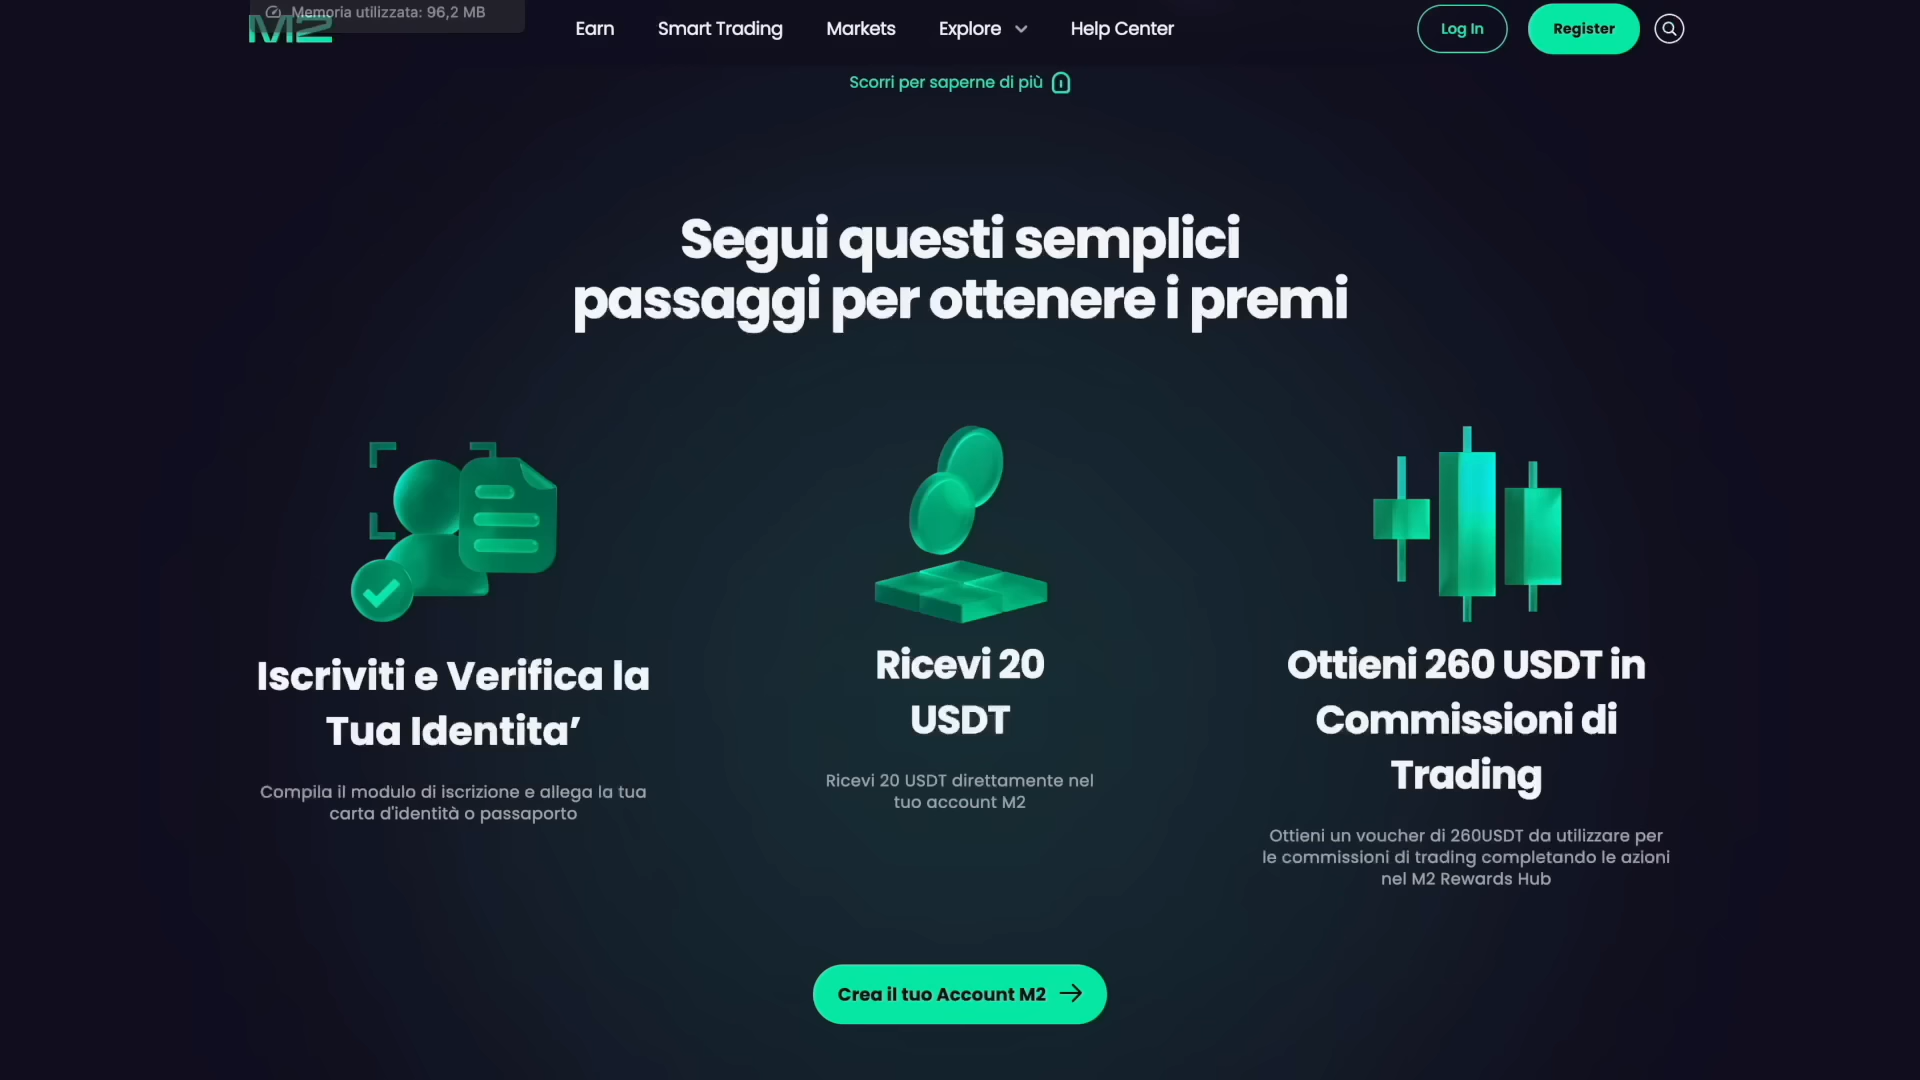 M2
Memoria utilizzata: 96,2 MB
Earn
Smart Trading
Markets
Explore
Help Center
Log In
Register
Scorri per saperne di più
Segui questi semplici
passaggi per ottenere i premi
Iscriviti e Verifica la
Tua Identita’
Compila il modulo di iscrizione e allega la tua
carta d'identità o passaporto
Ricevi 20
USDT
Ricevi 20 USDT direttamente nel
tuo account M2
Ottieni 260 USDT in
Commissioni di
Trading
Ottieni un voucher di 260USDT da utilizzare per
le commissioni di trading completando le azioni
nel M2 Rewards Hub
Crea il tuo Account M2